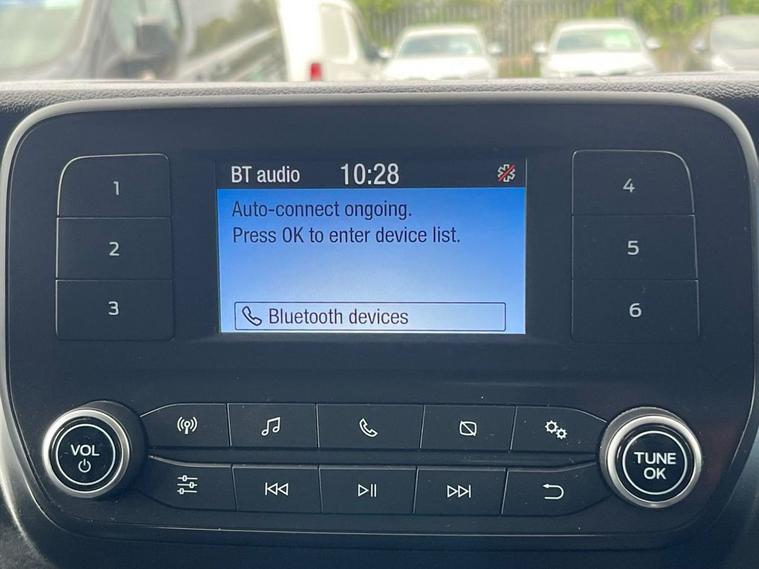 BT audio 10:28
Auto-connect ongoing.
Press OK to enter device list.
Bluetooth devices
1
2
3
4
5
6
VOL
TUNE
OK